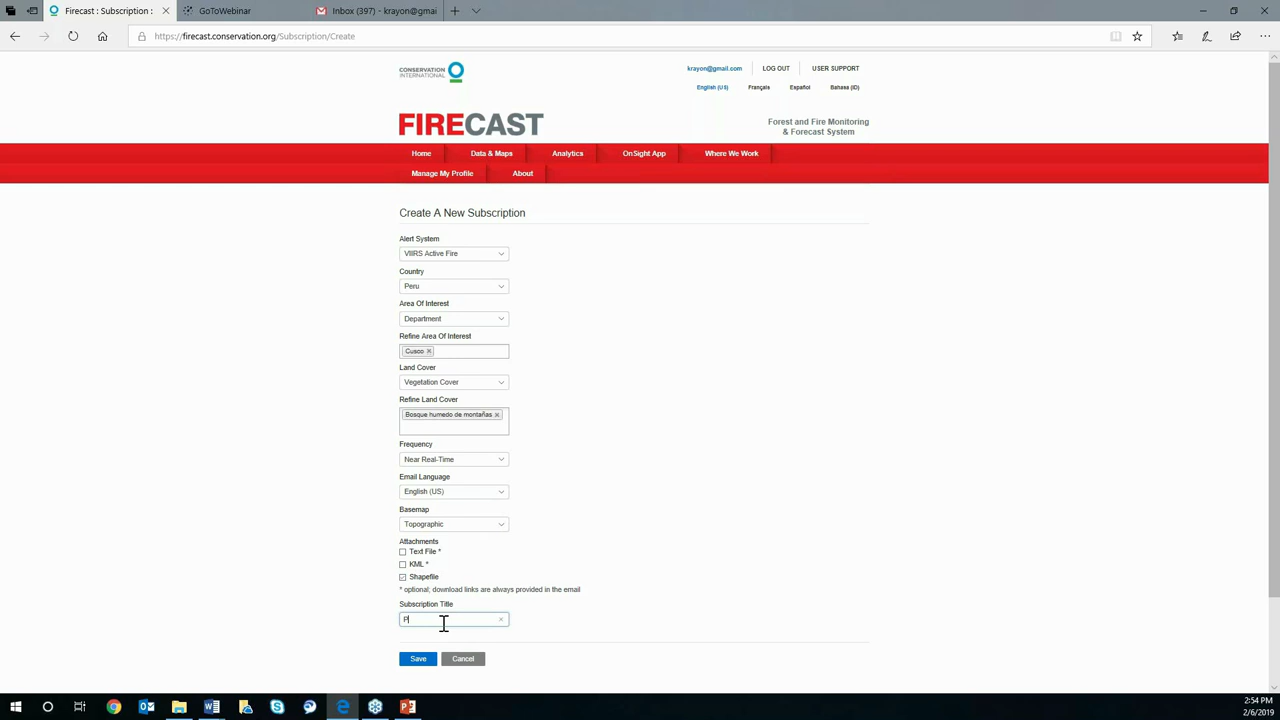 Firecast : Subscription :
GoToWebinar
Inbox (397) - krayon@gmai
https://firecast.conservation.org/Subscription/Create
CONSERVATION
INTERNATIONAL
krayon@gmail.com
LOG OUT
USER SUPPORT
English (US)
Français
Español
Bahasa (ID)
FIRECAST
Forest and Fire Monitoring
& Forecast System
Home
Data & Maps
Analytics
OnSight App
Where We Work
Manage My Profile
About
Create A New Subscription
Alert System
VIIRS Active Fire
Country
Peru
Area Of Interest
Department
Refine Area Of Interest
Cusco
Land Cover
Vegetation Cover
Refine Land Cover
Bosque humedo de montañas
Frequency
Near Real-Time
Email Language
English (US)
Basemap
Topographic
Attachments
Text File *
KML *
Shapefile
* optional; download links are always provided in the email
Subscription Title
P
Save
Cancel
2:54 PM
2/6/2019